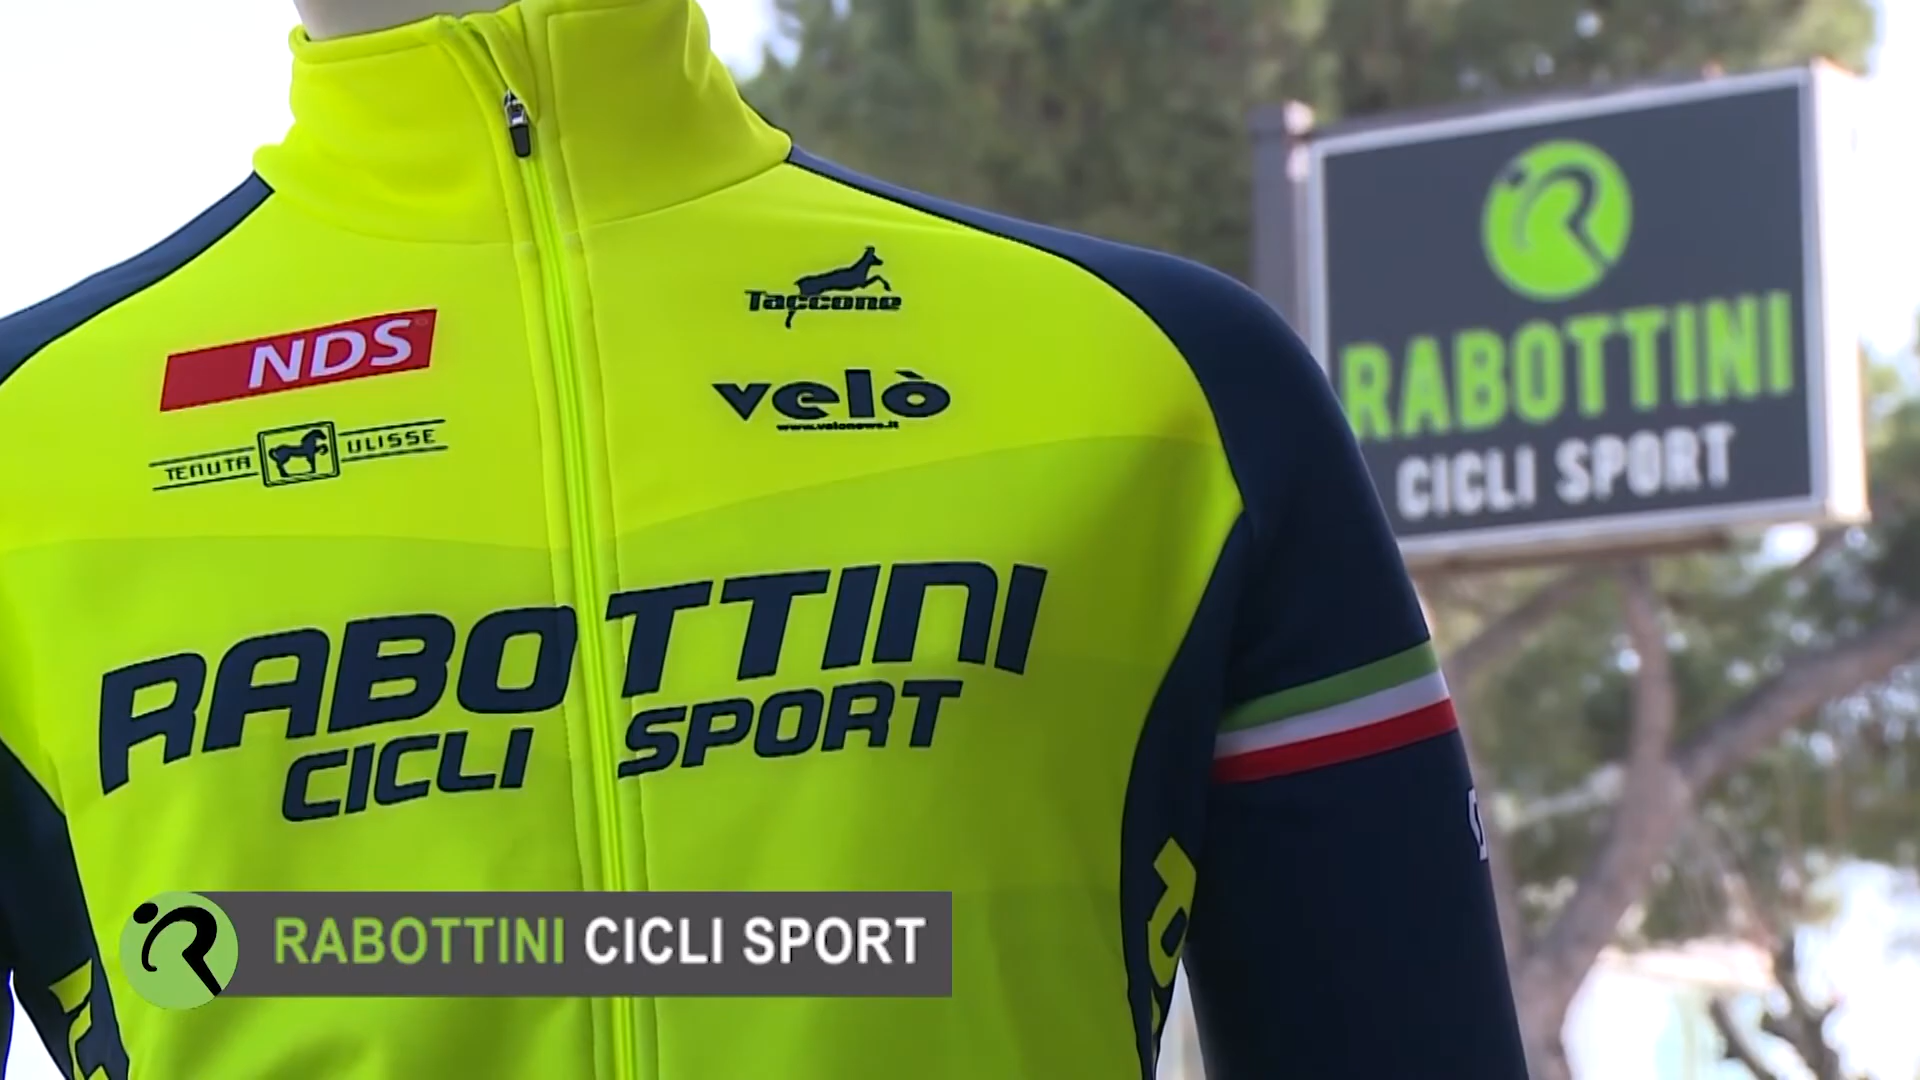 Taccone
NDS
velò
www.velonews.it
TENUTA ULISSE
RABOTTINI
CICLI SPORT
RABOTTINI
CICLI SPORT
RABOTTINI CICLI SPORT